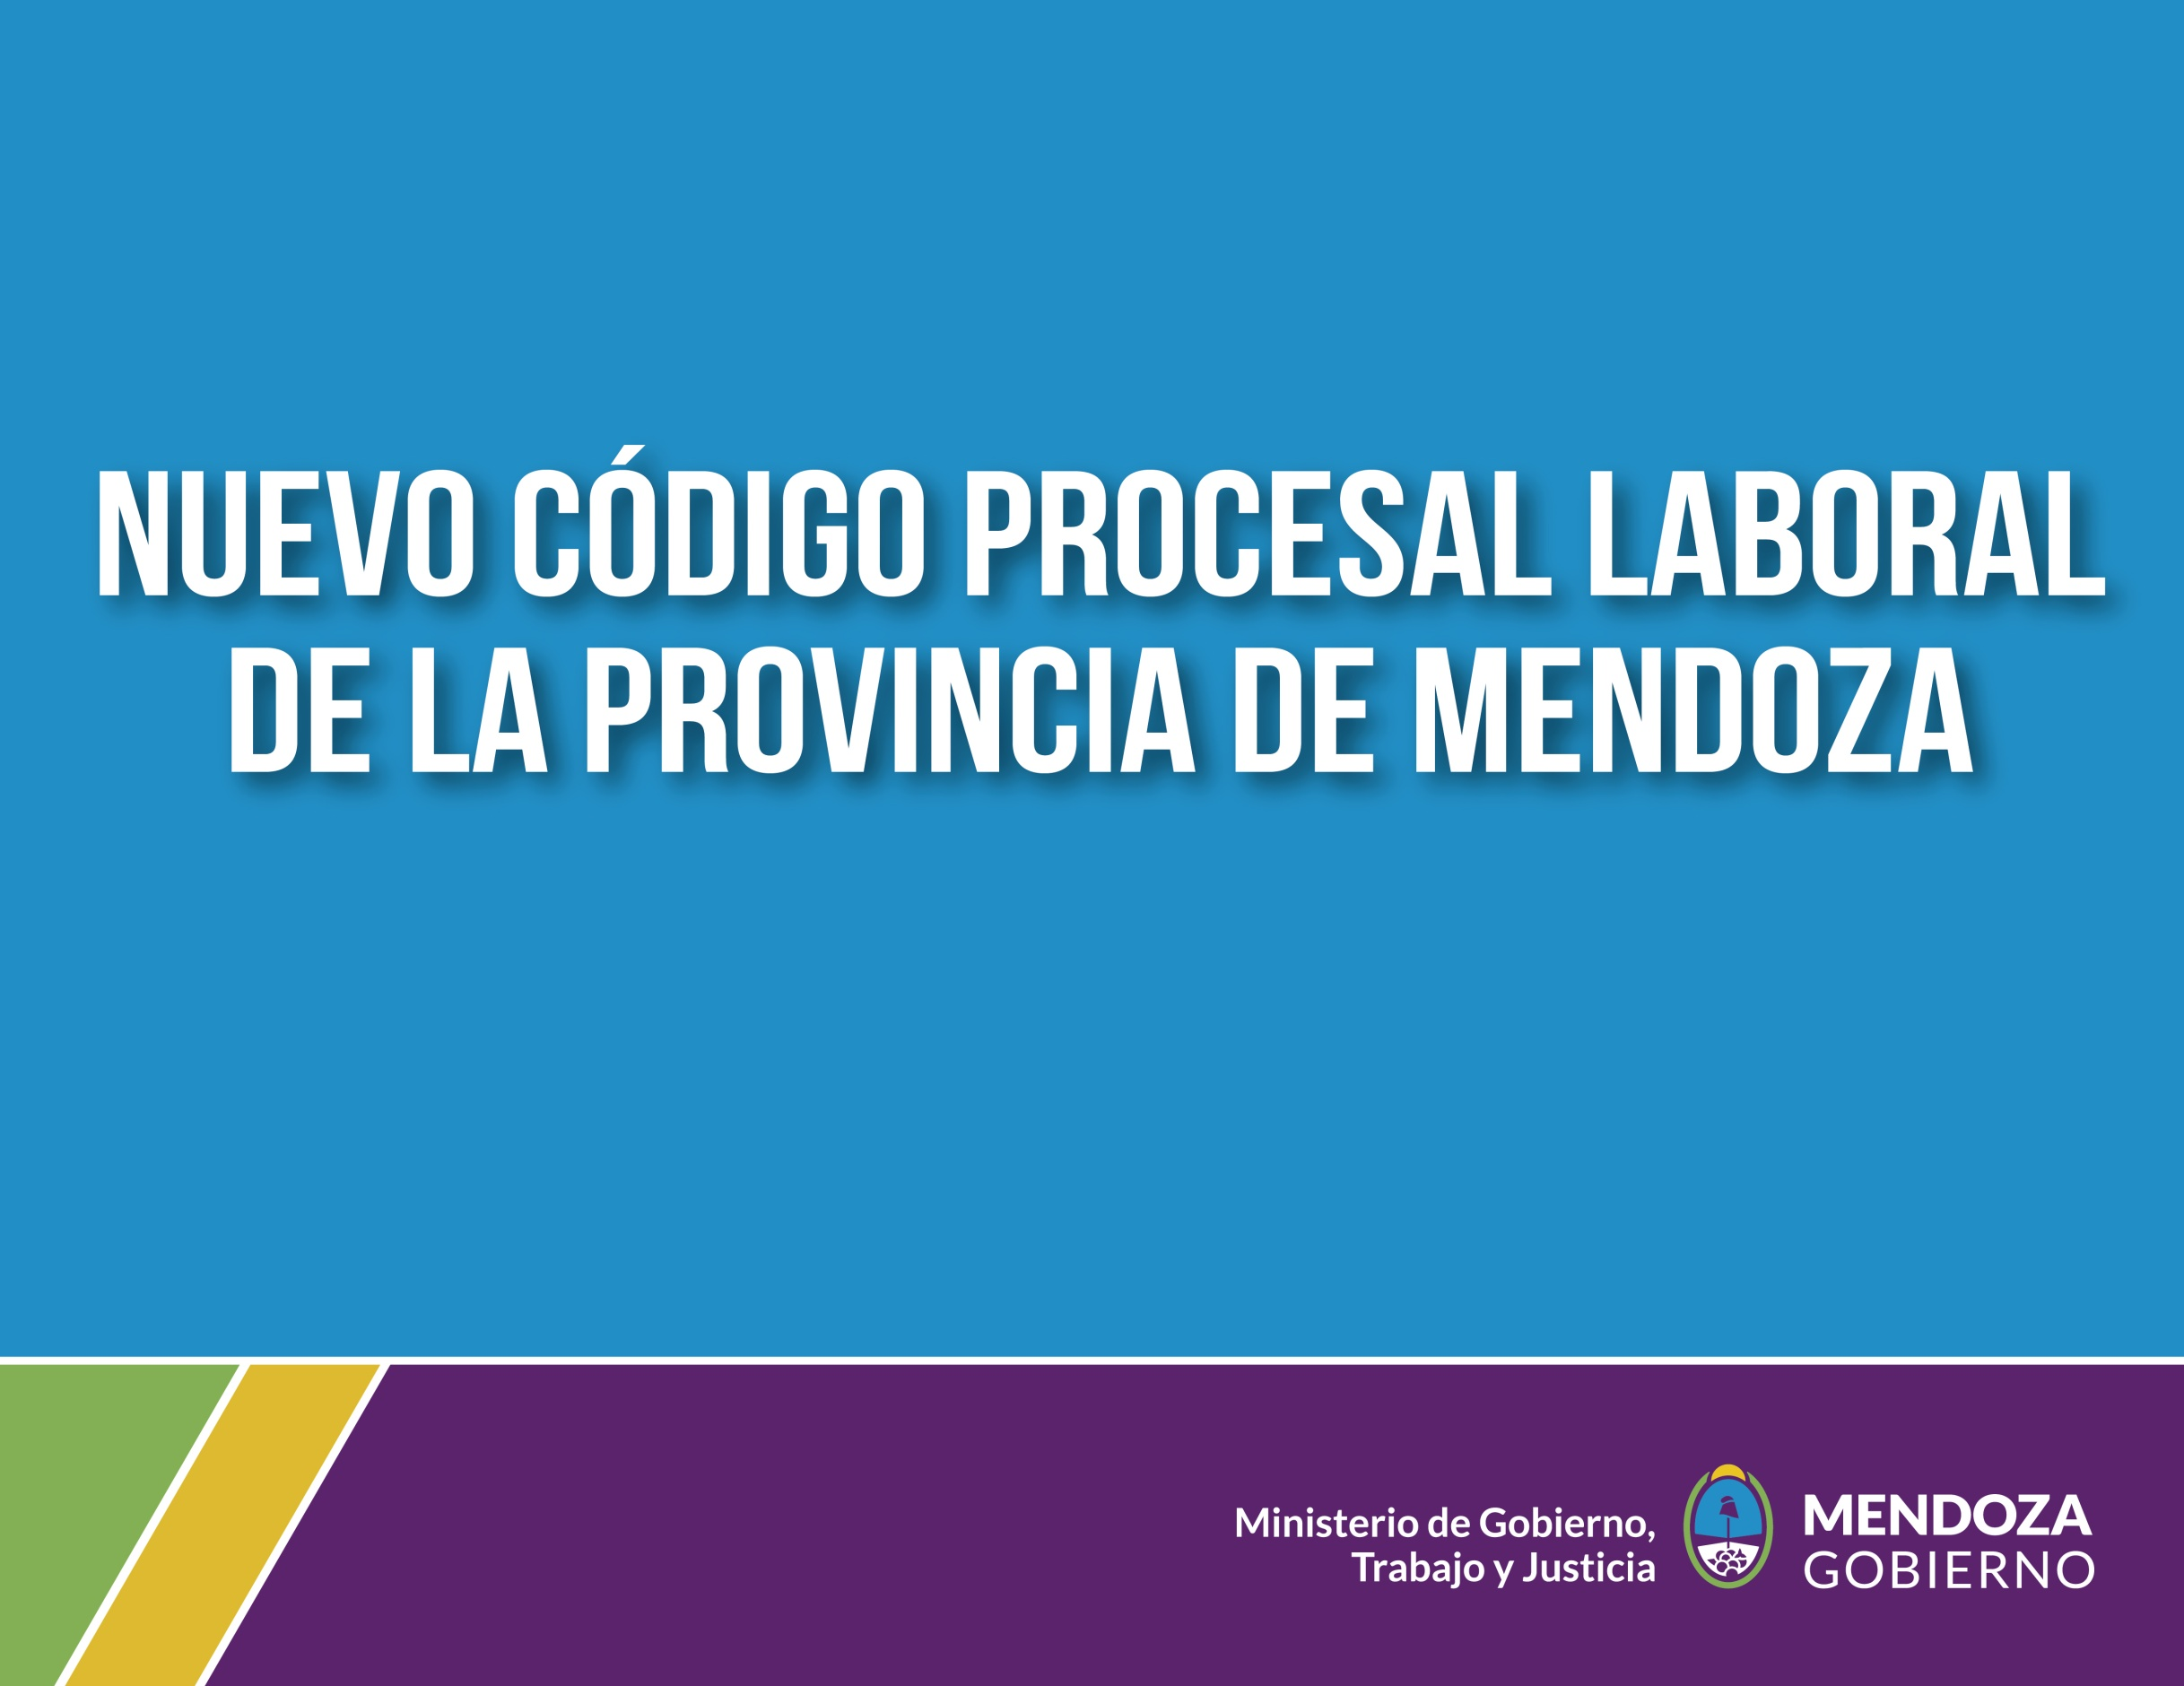 NUEVO CÓDIGO PROCESAL LABORAL
DE LA PROVINCIA DE MENDOZA
Ministerio de Gobierno,
Trabajo y Justicia
MENDOZA
GOBIERNO